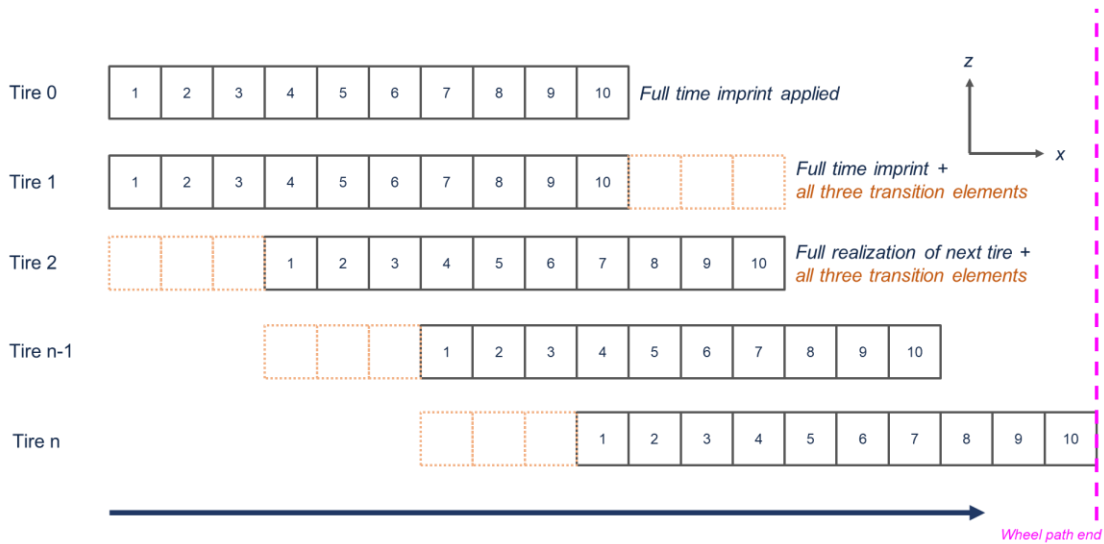 z
Tire 0 1 2 3 4 5 6 7 8 9 10 Full time imprint applied
x
Tire 1 1 2 3 4 5 6 7 8 9 10 Full time imprint +
all three transition elements
Tire 2 1 2 3 4 5 6 7 8 9 10 Full realization of next tire +
all three transition elements
Tire n-1 1 2 3 4 5 6 7 8 9 10
Tire n 1 2 3 4 5 6 7 8 9 10
Wheel path end